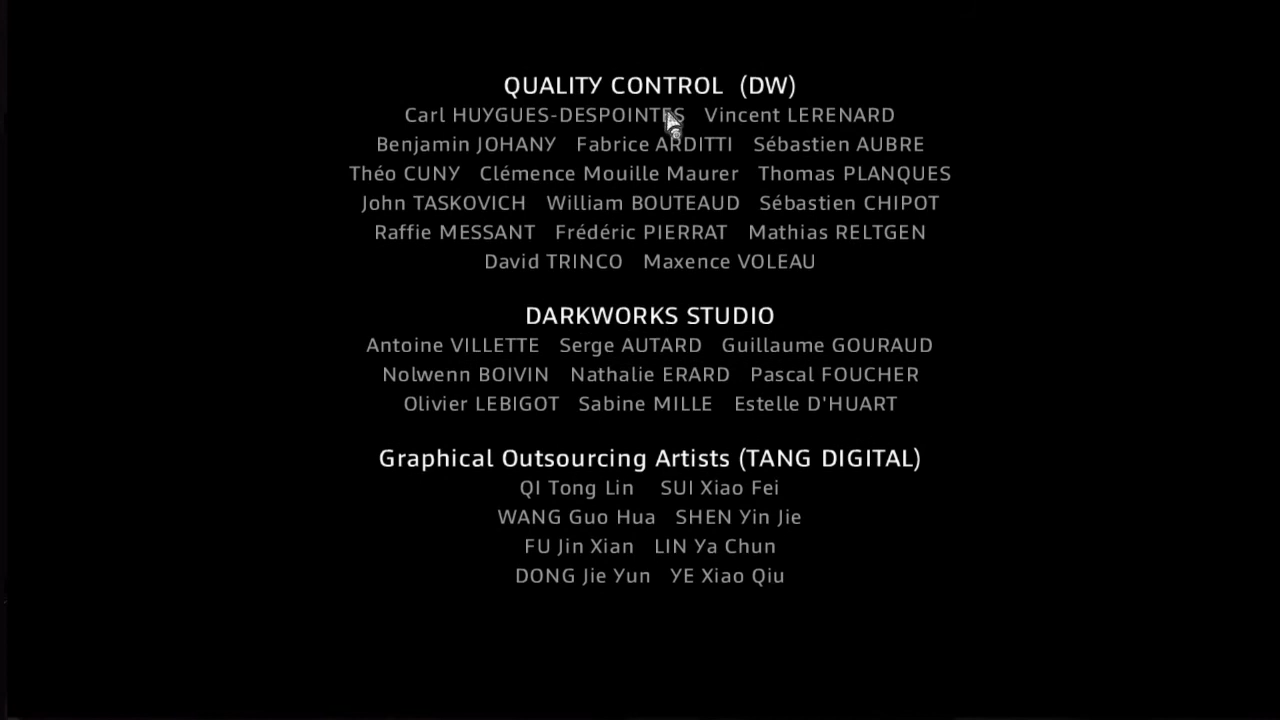 QUALITY CONTROL (DW)
Carl HUYGUES-DESPOINTES Vincent LERENARD
Benjamin JOHANY Fabrice ARDITTI Sébastien AUBRE
Théo CUNY Clémence Mouille Maurer Thomas PLANQUES
John TASKOVICH William BOUTEAUD Sébastien CHIPOT
Raffie MESSANT Frédéric PIERRAT Mathias RELTGEN
David TRINCO Maxence VOLEAU
DARKWORKS STUDIO
Antoine VILLETTE Serge AUTARD Guillaume GOURAUD
Nolwenn BOIVIN Nathalie ERARD Pascal FOUCHER
Olivier LEBIGOT Sabine MILLE Estelle D'HUART
Graphical Outsourcing Artists (TANG DIGITAL)
QI Tong Lin SUI Xiao Fei
WANG Guo Hua SHEN Yin Jie
FU Jin Xian LIN Ya Chun
DONG Jie Yun YE Xiao Qiu